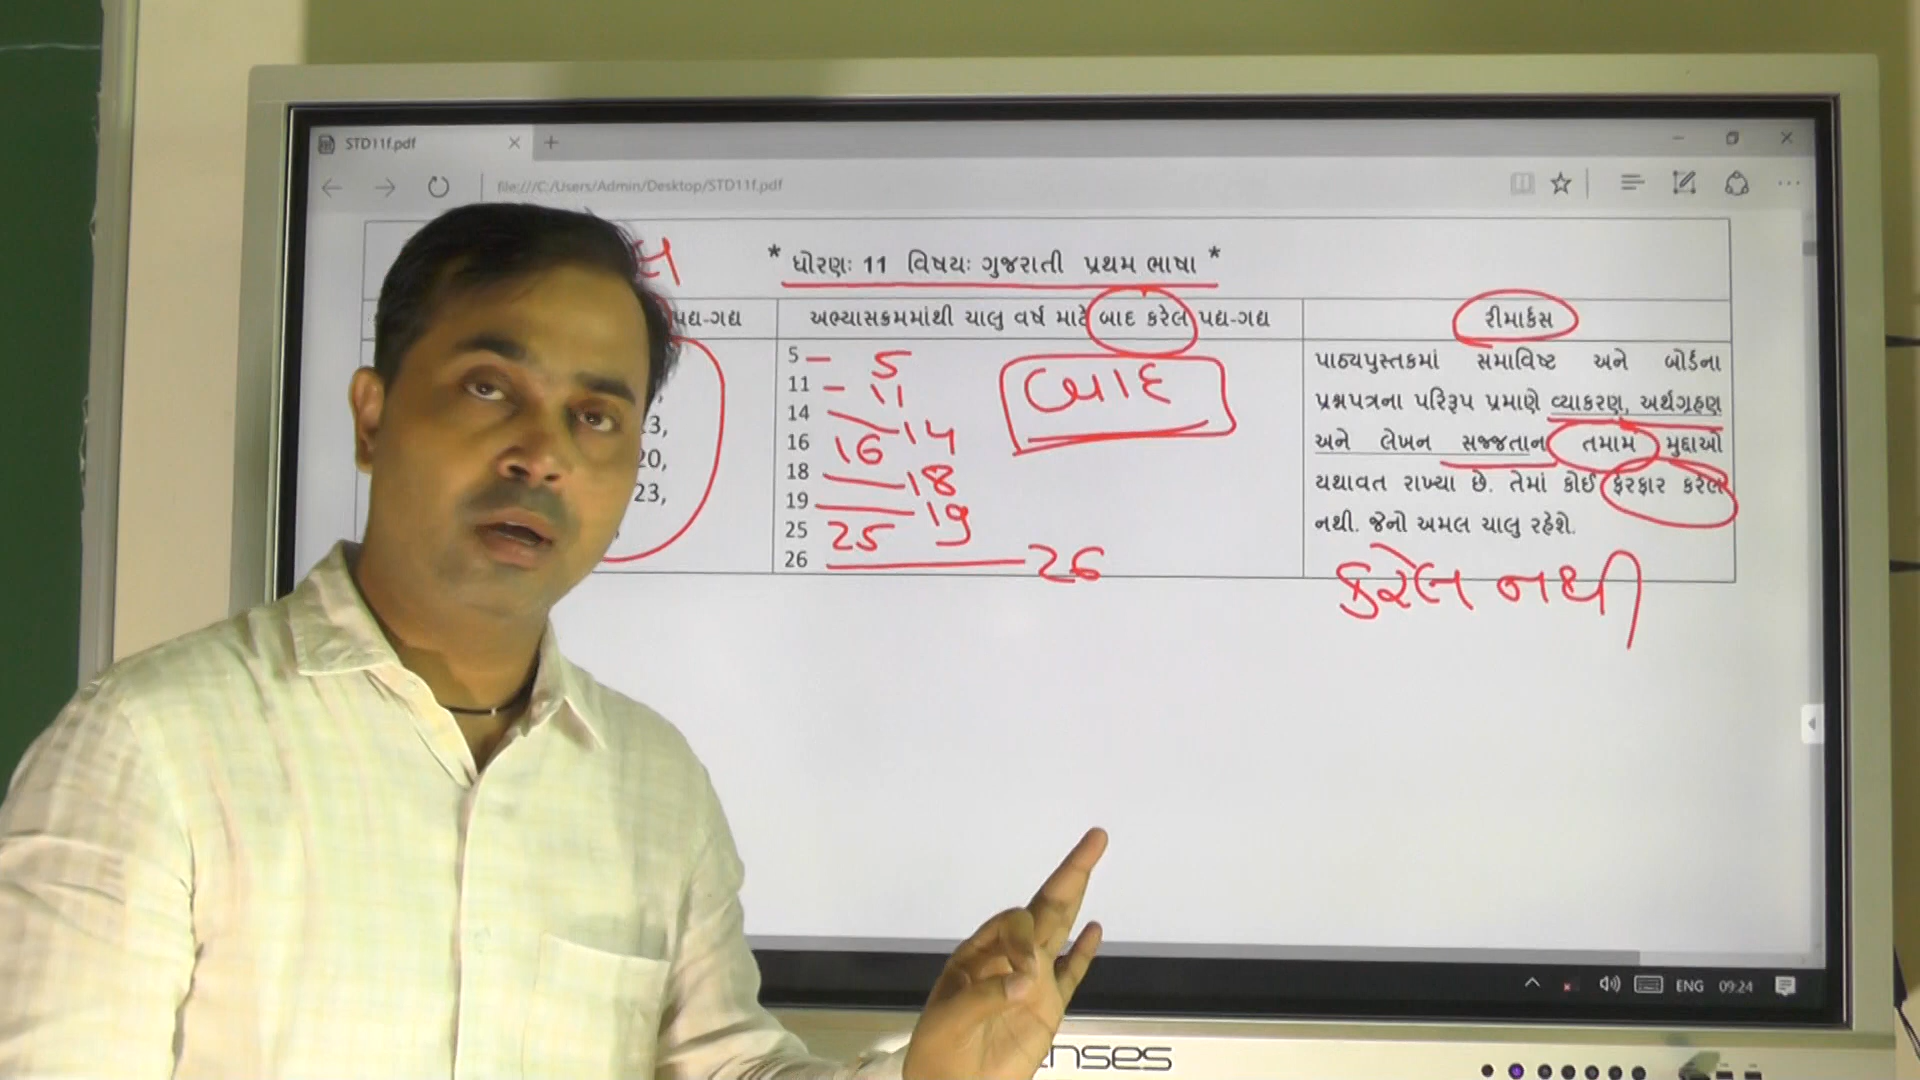 STD11f.pdf
file:///C:/Users/Admin/Desktop/STD11f.pdf
* ધોરણઃ 11 વિષયઃ ગુજરાતી પ્રથમ ભાષા *
પદ્ય-ગદ્ય
અભ્યાસક્રમમાંથી ચાલુ વર્ષ માટે બાદ કરેલ પદ્ય-ગદ્ય
રીમાર્કસ
3,
20,
23,
5 – 5
11 – 11
14 14
16 16
18 18
19 19
25 25
26 26
બાદ
પાઠ્યપુસ્તકમાં સમાવિષ્ટ અને બોર્ડના
પ્રશ્નપત્રના પરિરૂપ પ્રમાણે વ્યાકરણ, અર્થગ્રહણ
અને લેખન સજ્જતાન તમામ મુદ્દાઓ
યથાવત રાખ્યા છે. તેમાં કોઈ ફેરફાર કરેલ
નથી. જેનો અમલ ચાલુ રહેશે.
કરેલ નથી
ENG 09:24
enses